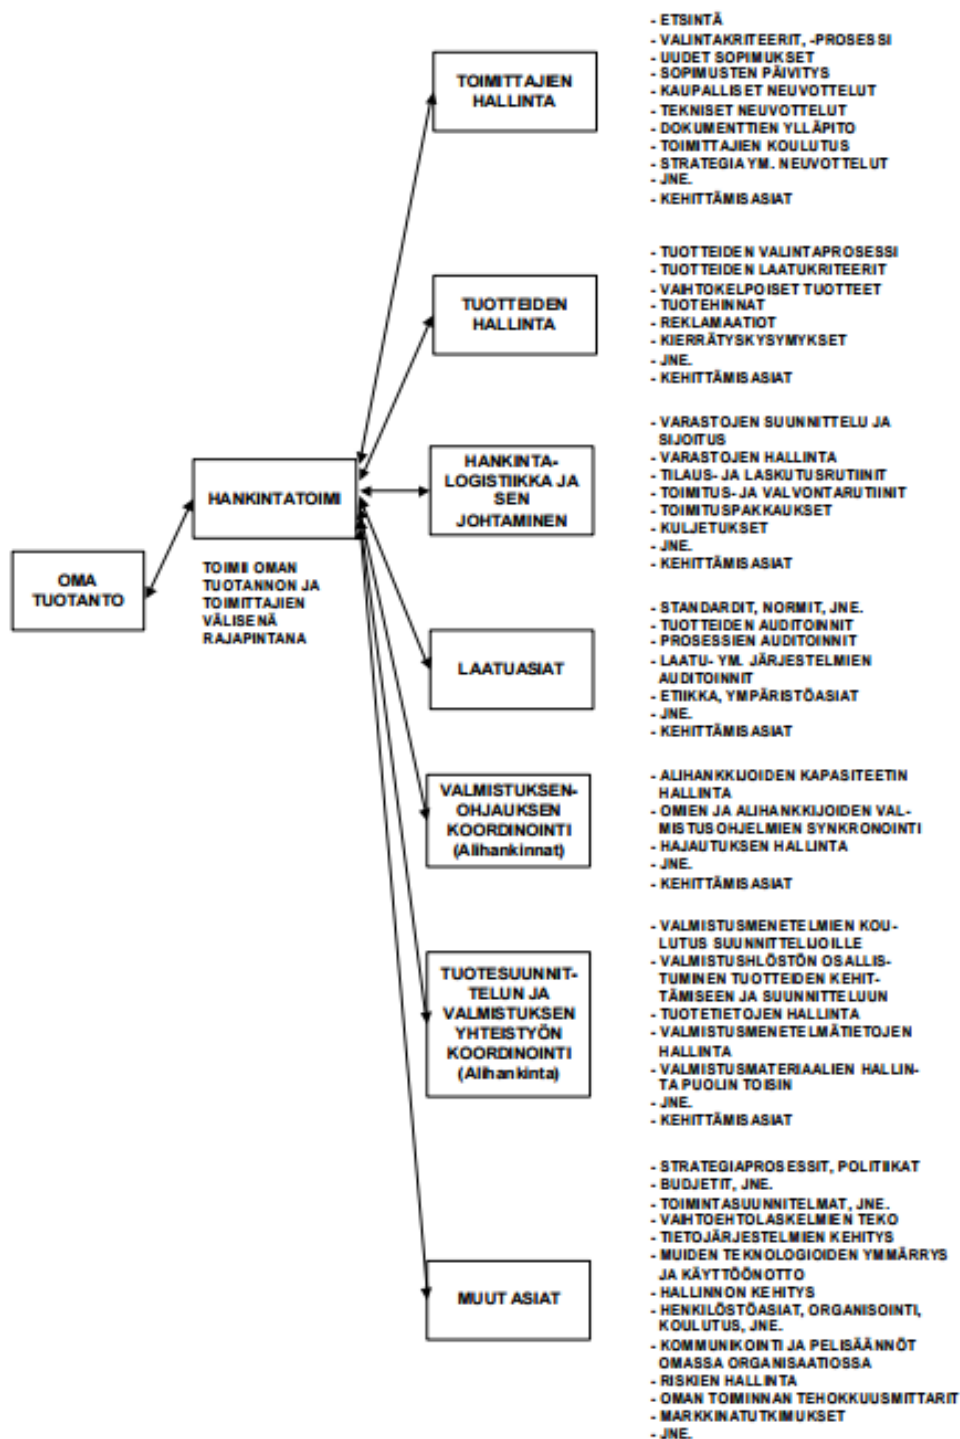 - ETSINTÄ
- VALINTAKRITEERIT, -PROSESSI
- UUDET SOPIMUKSET
- SOPIMUSTEN PÄIVITYS
- KAUPALLISET NEUVOTTELUT
- TEKNISET NEUVOTTELUT
- DOKUMENTTIEN YLLÄPITO
- TOIMITTAJIEN KOULUTUS
- STRATEGIA YM. NEUVOTTELUT
- JNE.
- KEHITTÄMISASIAT
TOIMITTAJIEN
HALLINTA
- TUOTTEIDEN VALINTAPROSESSI
- TUOTTEIDEN LAATUKRITEERIT
- VAIHTOKELPOISET TUOTTEET
- TUOTEHINNAT
- REKLAMAATIOT
- KIERRÄTYSKYSYMYKSET
- JNE.
- KEHITTÄMISASIAT
TUOTTEIDEN
HALLINTA
- VARASTOJEN SUUNNITTELU JA
SIJOITUS
- VARASTOJEN HALLINTA
- TILAUS- JA LASKUTUSRUTIINIT
- TOIMITUS- JA VALVONTARUTIINIT
- TOIMITUSPAKKAUKSET
- KULJETUKSET
- JNE.
- KEHITTÄMISASIAT
HANKINTA-
LOGISTIIKKA JA
SEN
JOHTAMINEN
HANKINTATOIMI
OMA
TUOTANTO
TOIMII OMAN
TUOTANNON JA
TOIMITTAJIEN
VÄLISENÄ
RAJAPINTANA
- STANDARDIT, NORMIT, JNE.
- TUOTTEIDEN AUDITOINNIT
- PROSESSIEN AUDITOINNIT
- LAATU- YM. JÄRJESTELMIEN
AUDITOINNIT
- ETIIKKA, YMPÄRISTÖASIAT
- JNE.
- KEHITTÄMISASIAT
LAATUASIAT
- ALIHANKKIJOIDEN KAPASITEETIN
HALLINTA
- OMIEN JA ALIHANKKIJOIDEN VAL-
MISTUSOHJELMIEN SYNKRONOINTI
- HAJAUTUKSEN HALLINTA
- JNE.
- KEHITTÄMISASIAT
VALMISTUKSEN-
OHJAUKSEN
KOORDINOINTI
(Alihankinnat)
- VALMISTUSMENETELMIEN KOU-
LUTUS SUUNNITTELIJOILLE
- VALMISTUSHLÖSTÖN OSALLIS-
TUMINEN TUOTTEIDEN KEHIT-
TÄMISEEN JA SUUNNITTELUUN
- TUOTETIETOJEN HALLINTA
- VALMISTUSMENETELMÄTIETOJEN
HALLINTA
- VALMISTUSMATERIAALIEN HALLIN-
TA PUOLIN TOISIN
- JNE.
- KEHITTÄMISASIAT
TUOTESUUNNIT-
TELUN JA
VALMISTUKSEN
YHTEISTYÖN
KOORDINOINTI
(Alihankinta)
- STRATEGIAPROSESSIT, POLITIIKAT
- BUDJETIT, JNE.
- TOIMINTASUUNNITELMAT, JNE.
- VAIHTOEHTOLASKELMIEN TEKO
- TIETOJÄRJESTELMIEN KEHITYS
- MUIDEN TEKNOLOGIOIDEN YMMÄRRYS
JA KÄYTTÖÖNOTTO
- HALLINNON KEHITYS
- HENKILÖSTÖASIAT, ORGANISOINTI,
KOULUTUS, JNE.
- KOMMUNIKOINTI JA PELISÄÄNNÖT
OMASSA ORGANISAATIOSSA
- RISKIEN HALLINTA
- OMAN TOIMINNAN TEHOKKUUSMITTARIT
- MARKKINATUTKIMUKSET
- JNE.
MUUT ASIAT